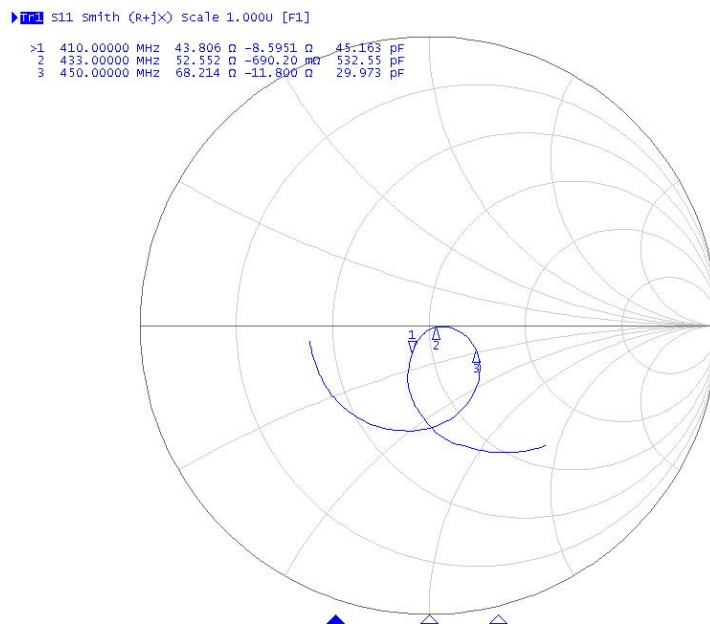 Tr1 S11 Smith (R+jX) Scale 1.000U [F1]
>1 410.00000 MHz 43.806 Ω -8.5951 Ω 45.163 pF
2 433.00000 MHz 52.552 Ω -690.20 mΩ 532.55 pF
3 450.00000 MHz 68.214 Ω -11.800 Ω 29.973 pF
1
2
3